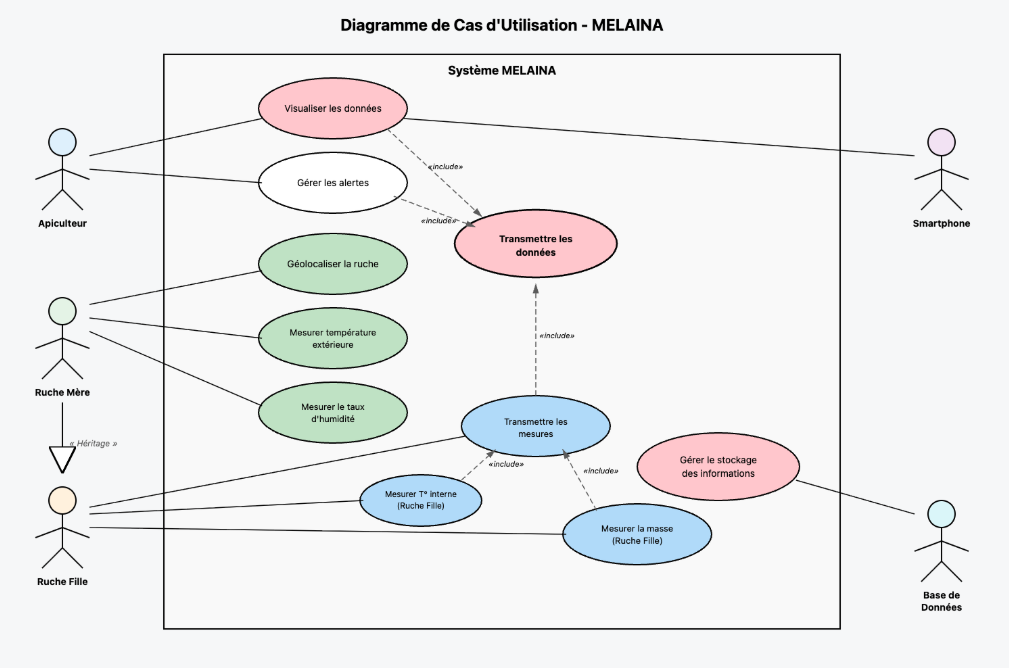 Diagramme de Cas d'Utilisation - MELAINA
Système MELAINA
Visualiser les données
«include»
Gérer les alertes
«include»
Apiculteur
Smartphone
Transmettre les
données
Géolocaliser la ruche
Mesurer température
extérieure
«include»
Ruche Mère
Mesurer le taux
d'humidité
Transmettre les
mesures
« Héritage »
«include»
«include»
Gérer le stockage
des informations
Mesurer T° interne
(Ruche Fille)
Mesurer la masse
(Ruche Fille)
Ruche Fille
Base de
Données